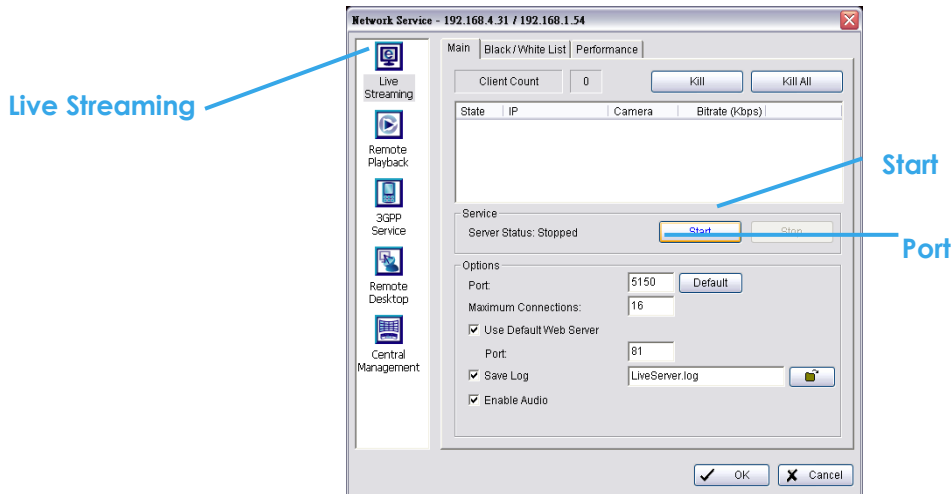 Network Service - 192.168.4.31 / 192.168.1.54
Live Streaming
Live
Streaming
Remote
Playback
3GPP
Service
Remote
Desktop
Central
Management
Main
Black / White List
Performance
Client Count
0
Kill
Kill All
State
IP
Camera
Bitrate (Kbps)
Service
Server Status: Stopped
Start
Stop
Start
Port
Options
Port:
5150
Default
Maximum Connections:
16
Use Default Web Server
Port:
81
Save Log
LiveServer.log
Enable Audio
OK
Cancel